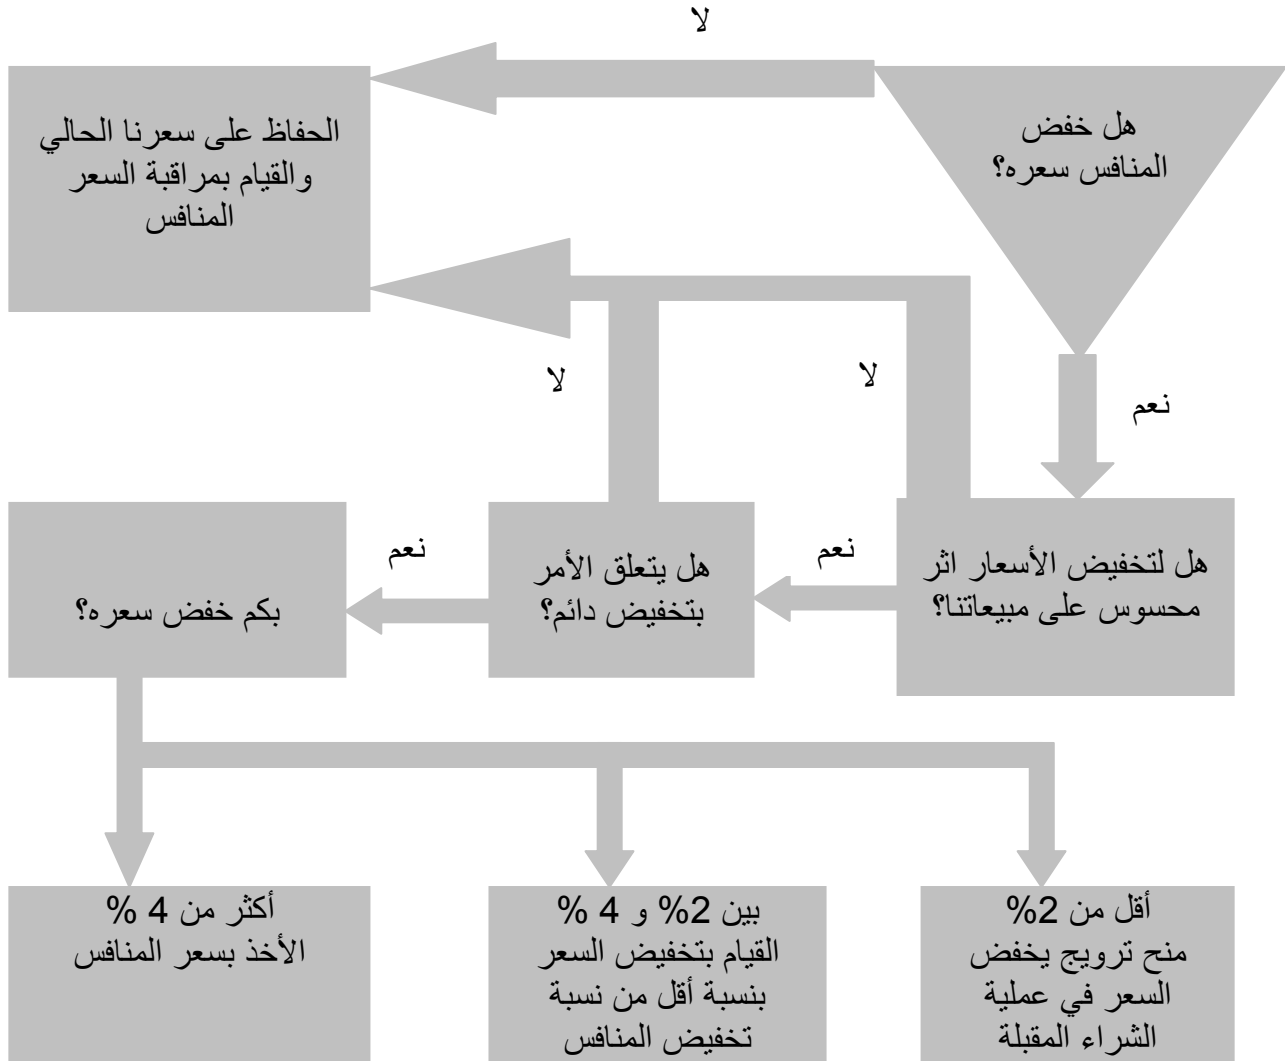 لا
هل خفض
المنافس سعره؟
الحفاظ على سعرنا الحالي
والقيام بمراقبة السعر
المنافس
لا
لا
نعم
هل لتخفيض الأسعار اثر
محسوس على مبيعاتنا؟
نعم
هل يتعلق الأمر
بتخفيض دائم؟
نعم
بكم خفض سعره؟
أقل من 2%
منح ترويج يخفض
السعر في عملية
الشراء المقبلة
بين 2% و 4 %
القيام بتخفيض السعر
بنسبة أقل من نسبة
تخفيض المنافس
أكثر من 4 %
الأخذ بسعر المنافس